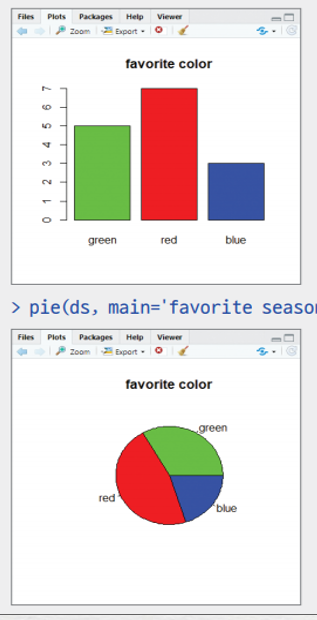 Files Plots Packages Help Viewer
Zoom Export
favorite color
7
6
5
4
3
2
1
0
green red blue
> pie(ds, main='favorite season
Files Plots Packages Help Viewer
Zoom Export
favorite color
green
red
blue